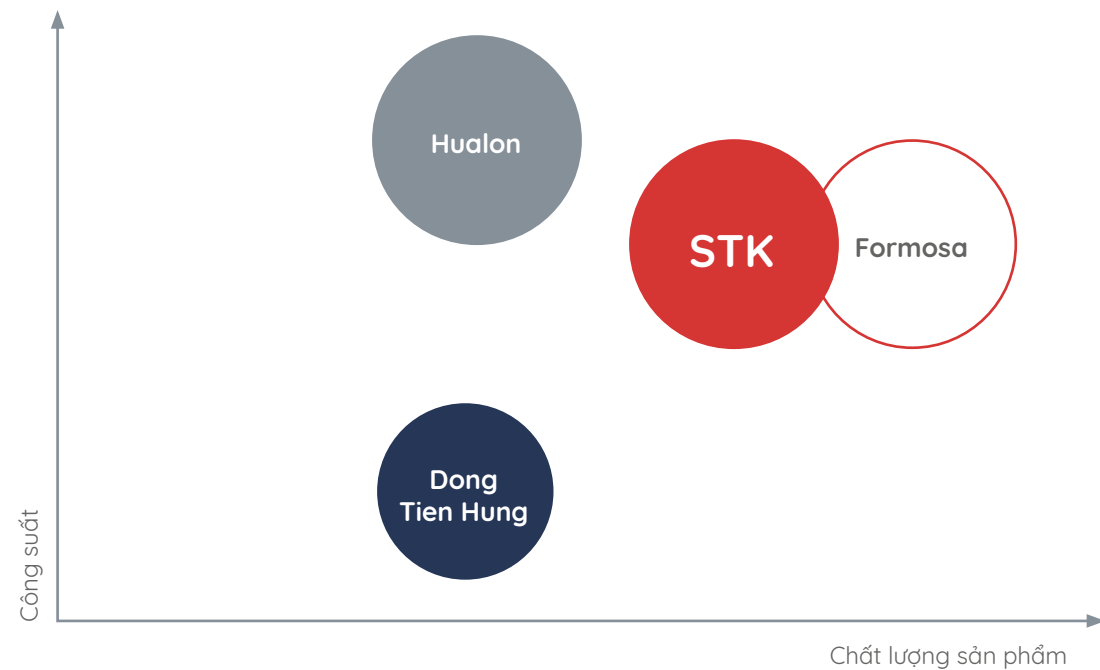 Hualon
STK
Formosa
Dong
Tien Hung
Công suất
Chất lượng sản phẩm